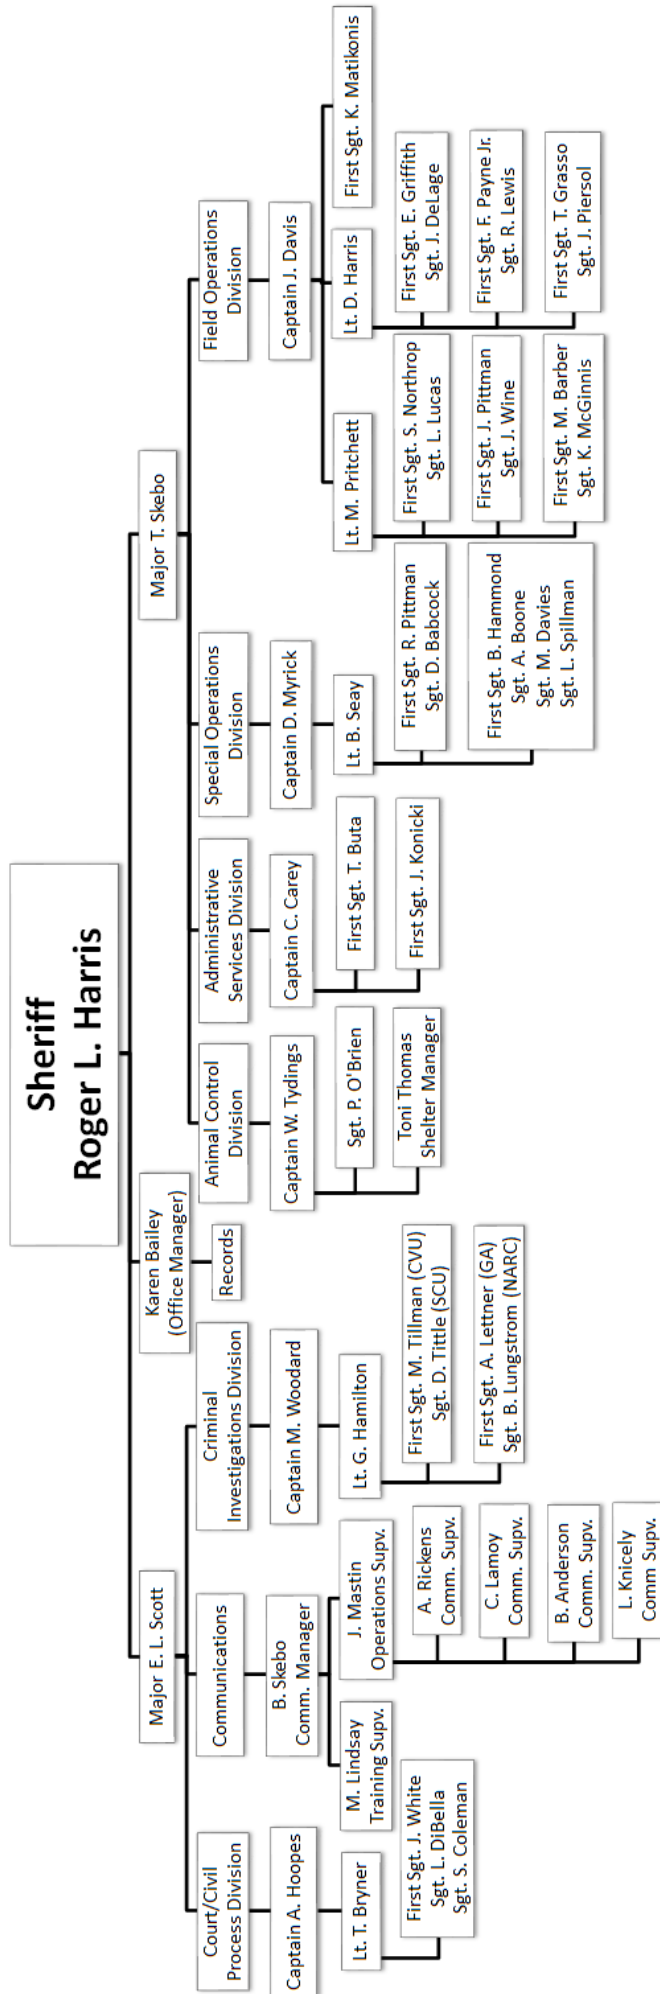 Sheriff
Roger L. Harris
Major E. L. Scott
Karen Bailey
(Office Manager)
Major T. Skebo
Court/Civil
Process Division
Communications
Criminal
Investigations Division
Records
Animal Control
Division
Administrative
Services Division
Special Operations
Division
Field Operations
Division
Captain A. Hoopes
B. Skebo
Comm. Manager
Captain M. Woodard
Captain W. Tydings
Captain C. Carey
Captain D. Myrick
Captain J. Davis
Lt. T. Bryner
M. Lindsay
Training Supv.
J. Mastin
Operations Supv.
Lt. G. Hamilton
Sgt. P. O'Brien
First Sgt. T. Buta
Lt. B. Seay
Lt. M. Pritchett
Lt. D. Harris
First Sgt. K. Matikonis
First Sgt. J. White
Sgt. L. DiBella
Sgt. S. Coleman
A. Rickens
Comm. Supv.
First Sgt. M. Tillman (CVU)
Sgt. D. Tittle (SCU)
Toni Thomas
Shelter Manager
First Sgt. J. Konicki
First Sgt. R. Pittman
Sgt. D. Babcock
First Sgt. S. Northrop
Sgt. L. Lucas
First Sgt. E. Griffith
Sgt. J. DeLage
C. Lamoy
Comm. Supv.
First Sgt. A. Lettner (GA)
Sgt. B. Lungstrom (NARC)
First Sgt. B. Hammond
Sgt. A. Boone
Sgt. M. Davies
Sgt. L. Spillman
First Sgt. J. Pittman
Sgt. J. Wine
First Sgt. F. Payne Jr.
Sgt. R. Lewis
B. Anderson
Comm. Supv.
First Sgt. M. Barber
Sgt. K. McGinnis
First Sgt. T. Grasso
Sgt. J. Piersol
L. Knicely
Comm Supv.